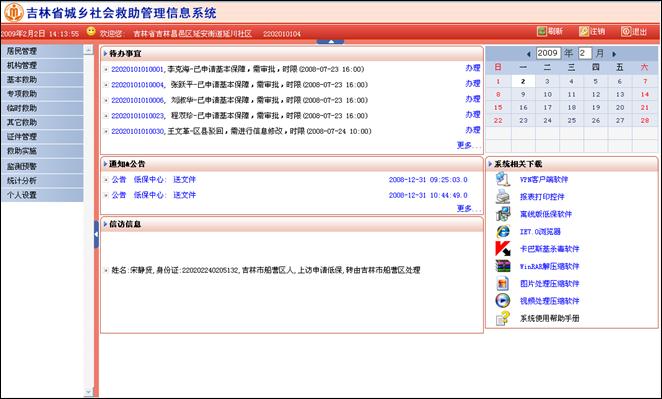 吉林省城乡社会救助管理信息系统
2009年2月2日 14:13:55 您好： 吉林省吉林昌邑区延安街道延川社区 2202010104 刷新 注销 退出
居民管理
机构管理
基本救助
专项救助
临时救助
其它救助
证件管理
救助实施
监测预警
统计分析
个人设置
待办事宜
22020101010001,李克海-已申请基本保障，需审批，时限(2008-07-23 16:00) 办理
22020101010004, 张跃平-已申请基本保障，需审批，时限(2008-07-23 16:00) 办理
22020101010006, 刘淑华-已申请基本保障，需审批，时限(2008-07-23 16:00) 办理
22020101010023, 程双珍-已申请基本保障，需审批，时限(2008-07-23 16:00) 办理
22020101010030,王文革-区县驳回，需进行信息修改，时限(2008-07-24 10:00) 办理
更多...
通知&公告
公告 低保中心： 送文件 2008-12-31 09:25:03.0
公告 低保中心： 送文件 2008-12-31 10:44:49.0
更多...
信访信息
姓名:宋静贤,身份证:220202240205132,吉林市船营区人,上访申请低保,转由吉林市船营区处理
2009 年 2 月
日 一 二 三 四 五 六
1 2 3 4 5 6 7
8 9 10 11 12 13 14
15 16 17 18 19 20 21
22 23 24 25 26 27 28
系统相关下载
VPN客户端软件
报表打印控件
离线版低保软件
IE7.0浏览器
卡巴斯基杀毒软件
WinRAR解压缩软件
图片处理压缩软件
视频处理压缩软件
系统使用帮助手册